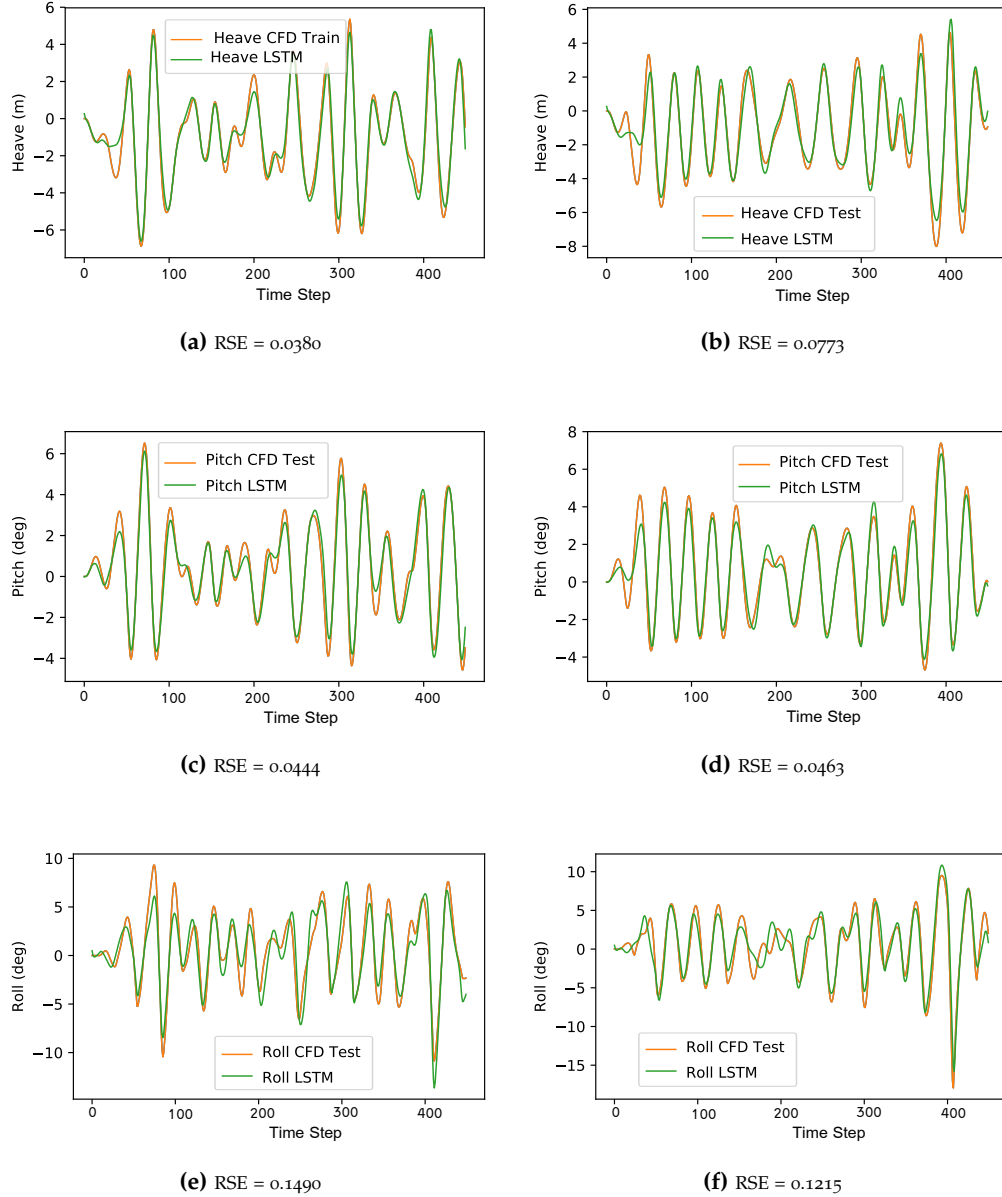 6
4
2
0
−2
−4
−6
Heave (m)
Heave CFD Train
Heave LSTM
0 100 200 300 400
Time Step
(a) RSE = 0.0380
6
4
2
0
−2
−4
−6
−8
Heave (m)
Heave CFD Test
Heave LSTM
0 100 200 300 400
Time Step
(b) RSE = 0.0773
6
4
2
0
−2
−4
Pitch (deg)
Pitch CFD Test
Pitch LSTM
0 100 200 300 400
Time Step
(c) RSE = 0.0444
8
6
4
2
0
−2
−4
Pitch (deg)
Pitch CFD Test
Pitch LSTM
0 100 200 300 400
Time Step
(d) RSE = 0.0463
10
5
0
−5
−10
Roll (deg)
Roll CFD Test
Roll LSTM
0 100 200 300 400
Time Step
(e) RSE = 0.1490
10
5
0
−5
−10
−15
Roll (deg)
Roll CFD Test
Roll LSTM
0 100 200 300 400
Time Step
(f) RSE = 0.1215